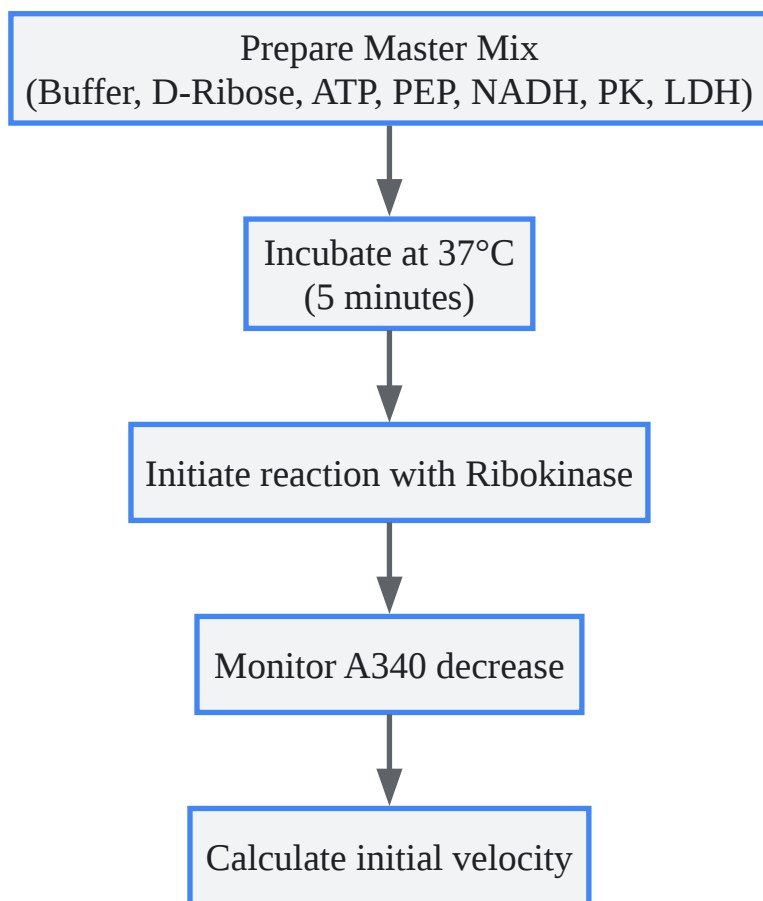 Prepare Master Mix
(Buffer, D-Ribose, ATP, PEP, NADH, PK, LDH)
Incubate at 37°C
(5 minutes)
Initiate reaction with Ribokinase
Monitor A340 decrease
Calculate initial velocity